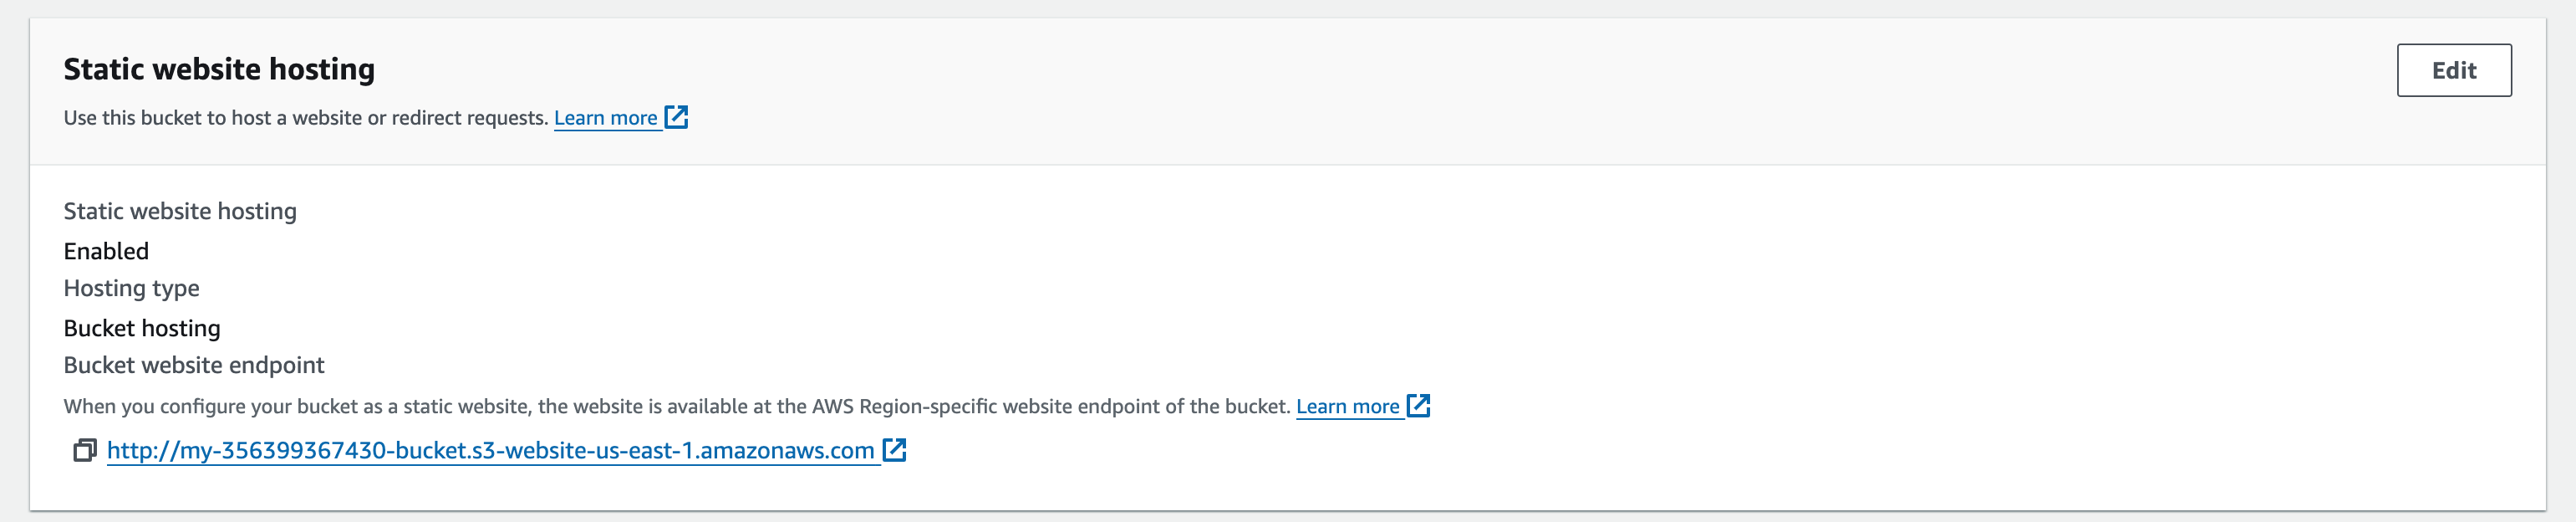 Static website hosting
Edit
Use this bucket to host a website or redirect requests. Learn more
Static website hosting
Enabled
Hosting type
Bucket hosting
Bucket website endpoint
When you configure your bucket as a static website, the website is available at the AWS Region-specific website endpoint of the bucket. Learn more
http://my-356399367430-bucket.s3-website-us-east-1.amazonaws.com